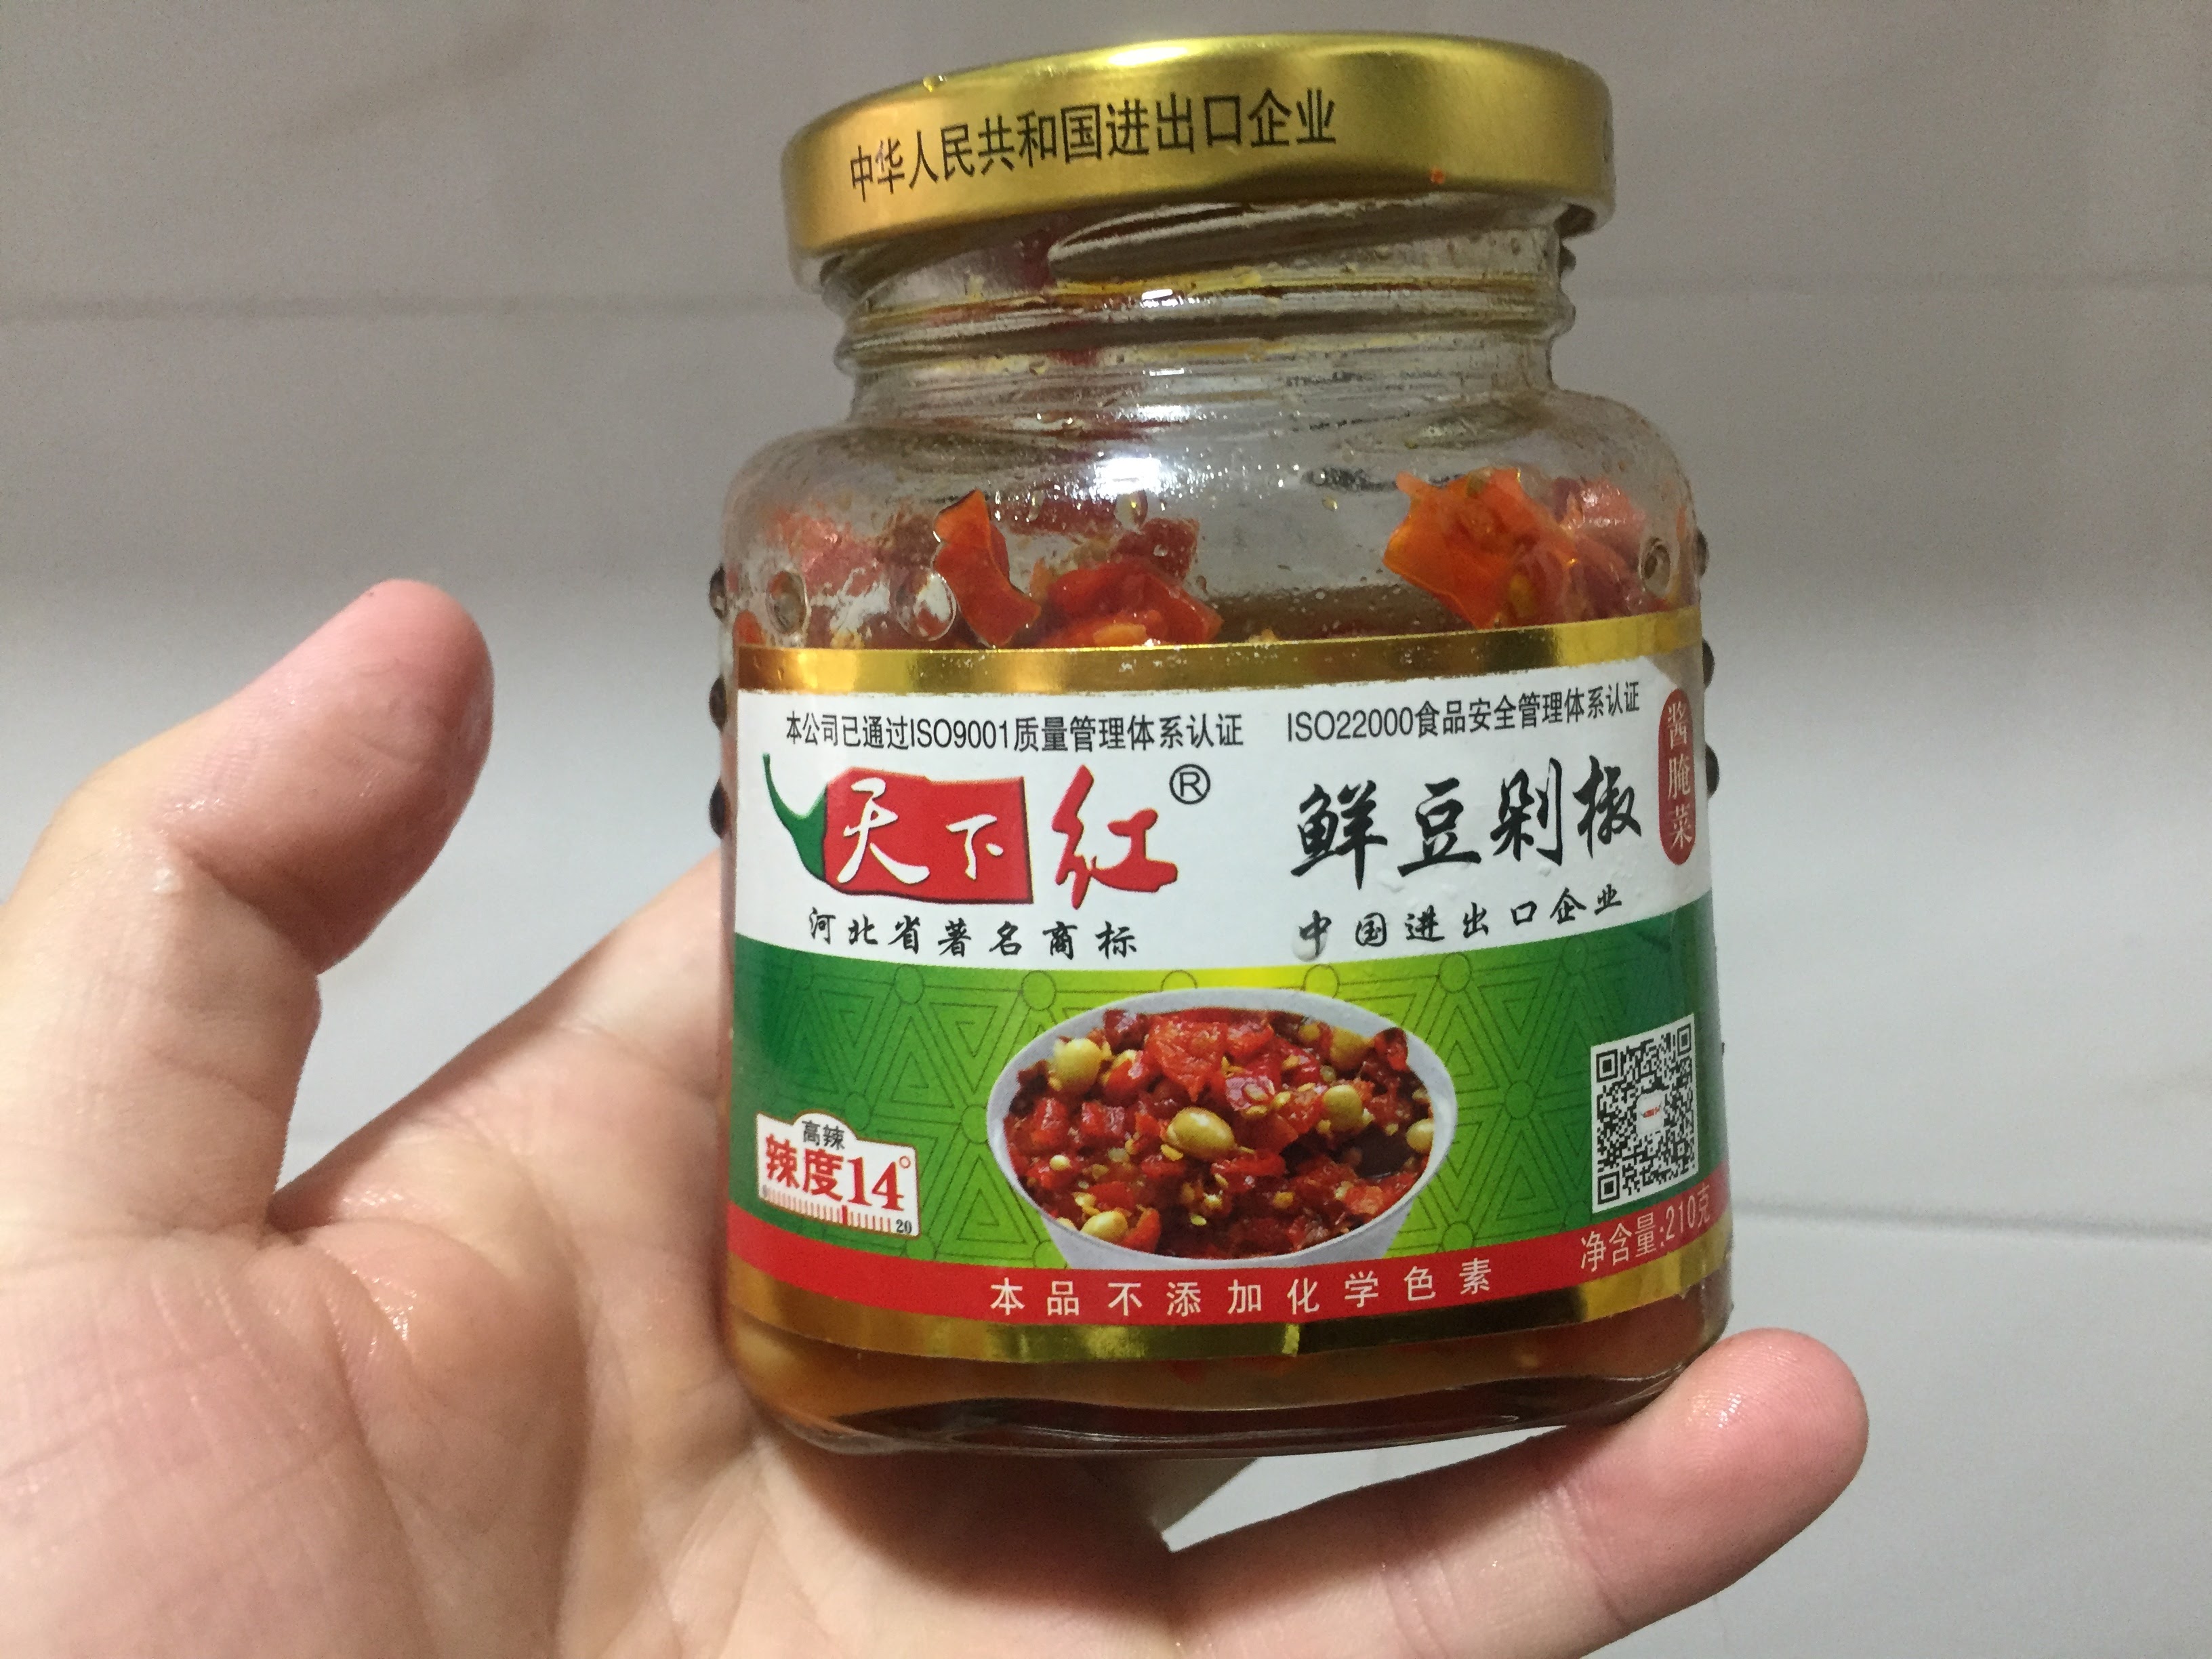 中华人民共和国进出口企业
本公司已通过ISO9001质量管理体系认证 ISO22000食品安全管理体系认证
天下红®
鲜豆剁椒
酱腌菜
河北省著名商标
中国进出口企业
高辣
辣度14°
20
净含量:210克
本品不添加化学色素